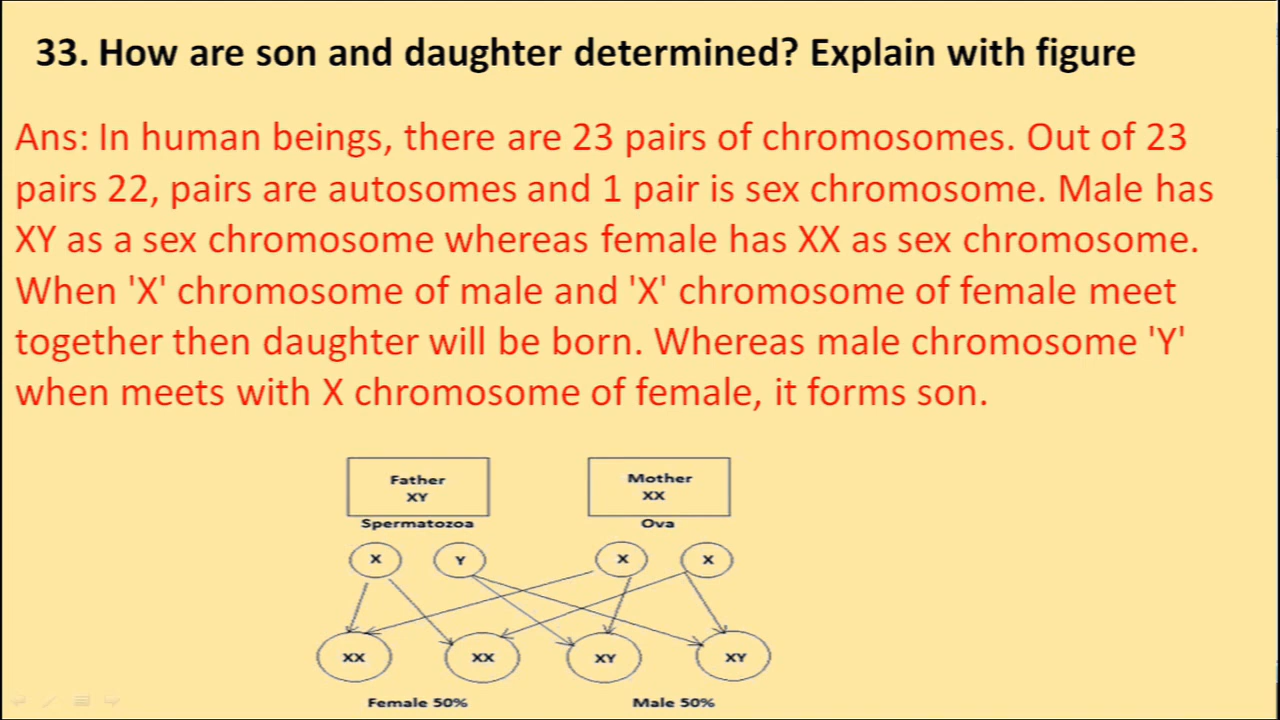 33. How are son and daughter determined? Explain with figure
Ans: In human beings, there are 23 pairs of chromosomes. Out of 23
pairs 22, pairs are autosomes and 1 pair is sex chromosome. Male has
XY as a sex chromosome whereas female has XX as sex chromosome.
When 'X' chromosome of male and 'X' chromosome of female meet
together then daughter will be born. Whereas male chromosome 'Y'
when meets with X chromosome of female, it forms son.
Father Mother
XY XX
Spermatozoa Ova
X Y X X
XX XX XY XY
Female 50% Male 50%